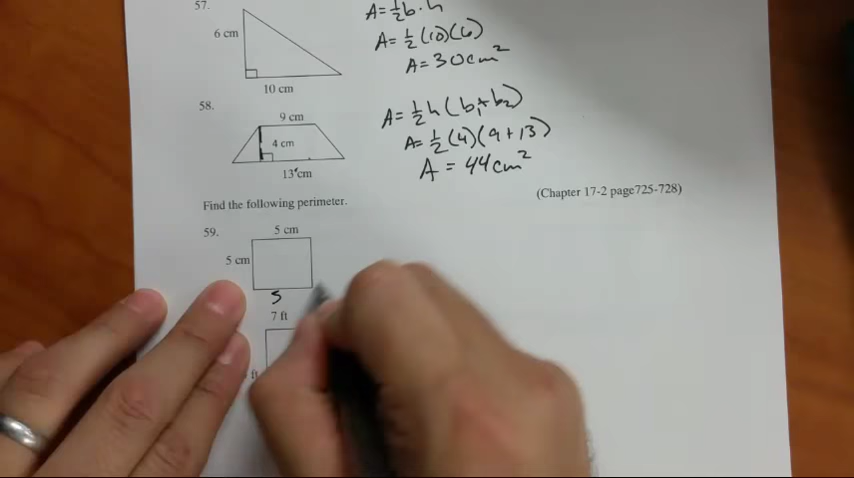 57.
6 cm
10 cm
A=½b·h
A=½(10)(6)
A=30cm²
58.
9 cm
4 cm
13 cm
A=½h(b₁+b₂)
A=½(4)(9+13)
A=44cm²
(Chapter 17-2 page725-728)
Find the following perimeter.
59.
5 cm
5 cm
5
7 ft
ft